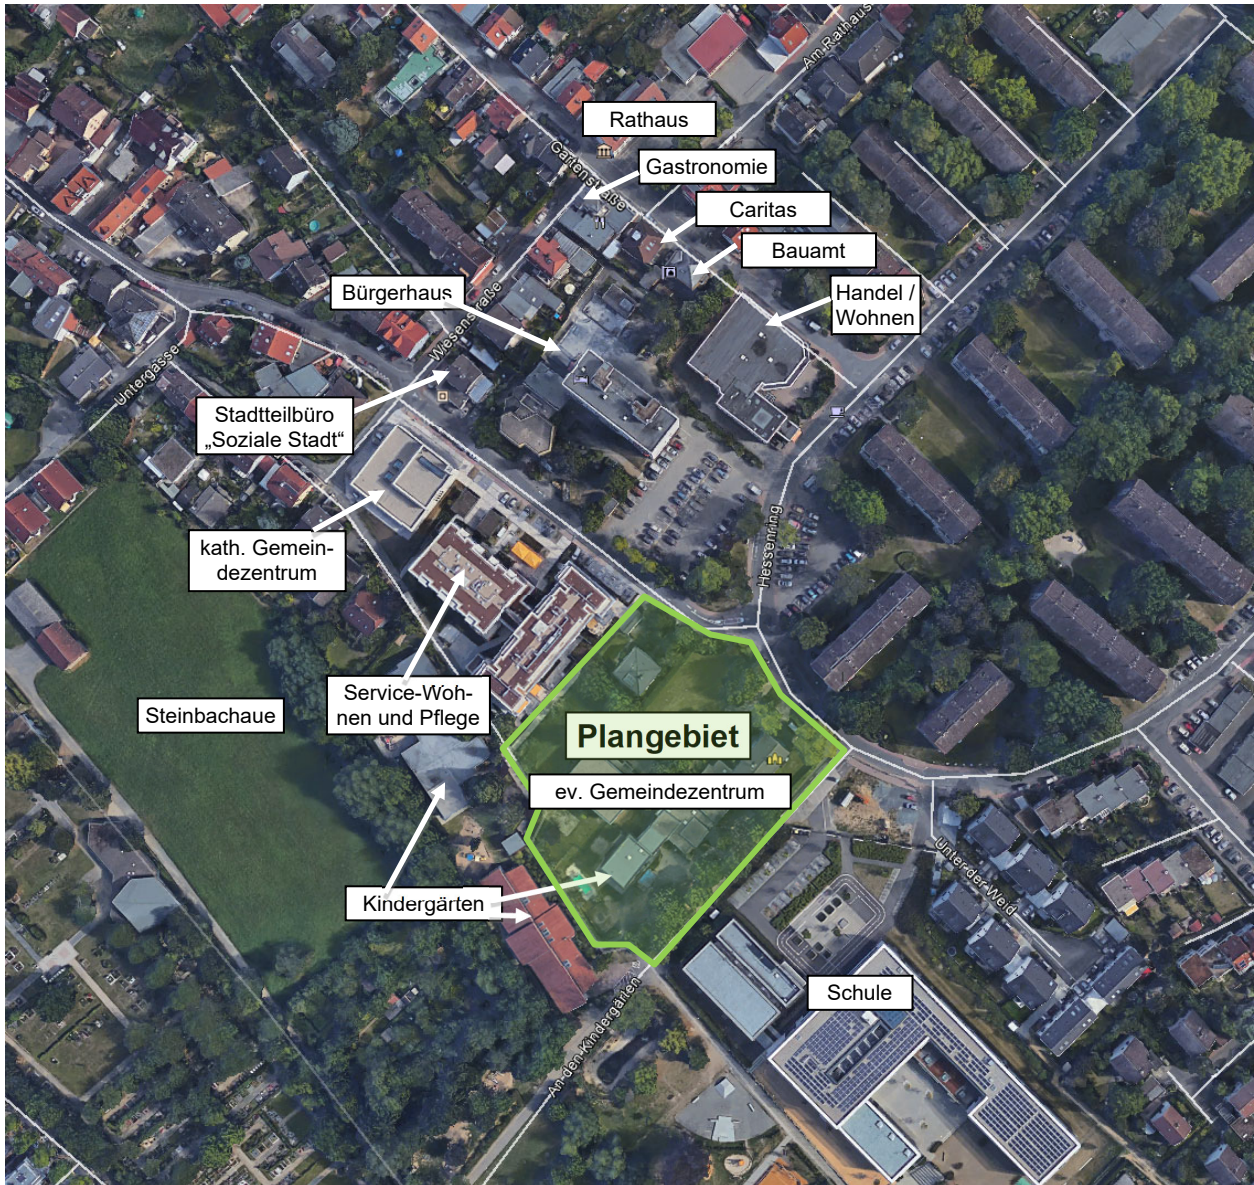 Am Rathaus
Rathaus
Gartenstraße
Gastronomie
Caritas
Bauamt
Bürgerhaus
Handel /
Wohnen
Wiesenstraße
Untergasse
Stadtteilbüro
„Soziale Stadt“
kath. Gemein-
dezentrum
Hessenring
Service-Woh-
nen und Pflege
Steinbachaue
Plangebiet
ev. Gemeindezentrum
Unter der Weid
Kindergärten
Schule
An den Kindergärten